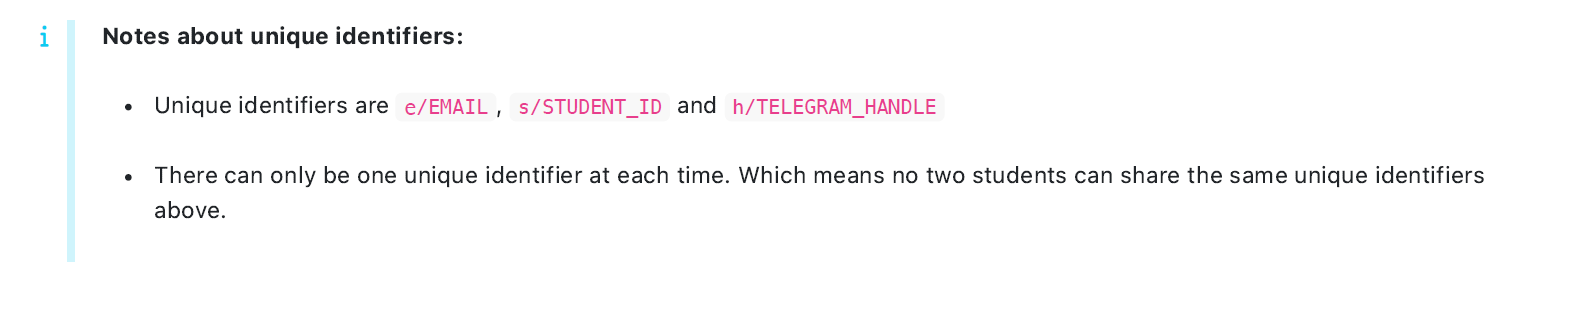 i Notes about unique identifiers:
• Unique identifiers are e/EMAIL, s/STUDENT_ID and h/TELEGRAM_HANDLE
• There can only be one unique identifier at each time. Which means no two students can share the same unique identifiers
above.